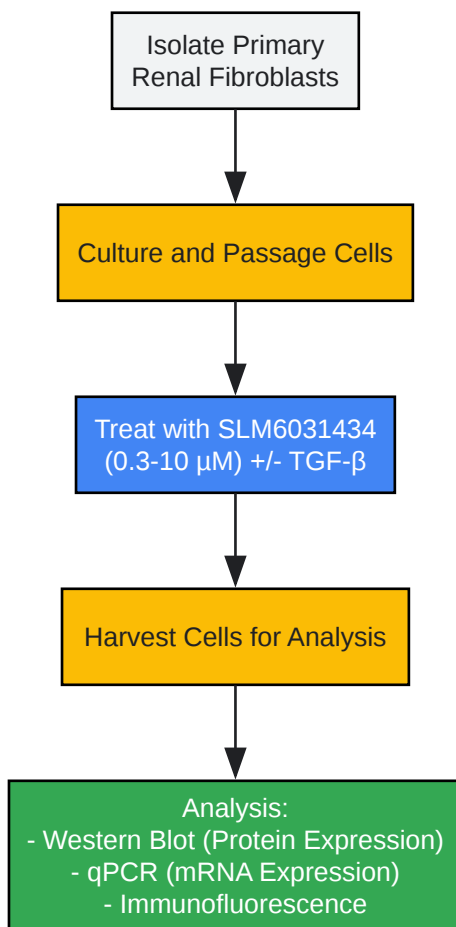 Isolate Primary
Renal Fibroblasts
Culture and Passage Cells
Treat with SLM6031434
(0.3-10 µM) +/- TGF-β
Harvest Cells for Analysis
Analysis:
- Western Blot (Protein Expression)
- qPCR (mRNA Expression)
- Immunofluorescence